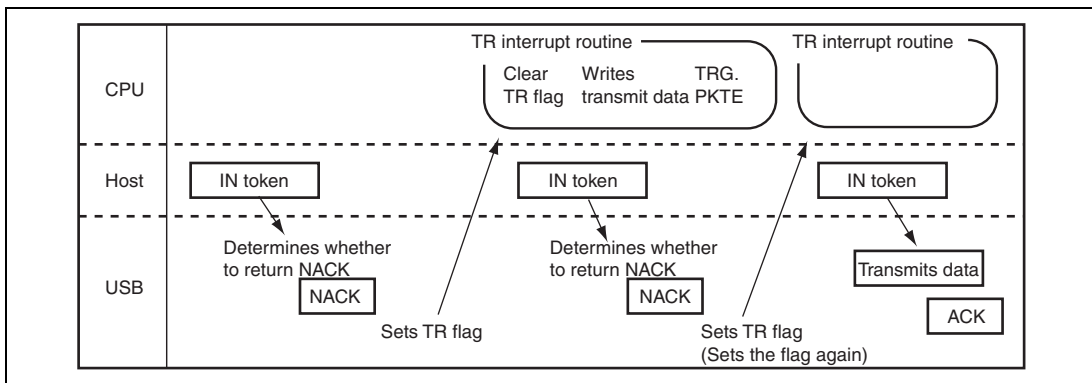 TR interrupt routine
TR interrupt routine
CPU
Clear Writes TRG.
TR flag transmit data PKTE
Host
IN token
IN token
IN token
USB
Determines whether
to return NACK
NACK
Sets TR flag
Determines whether
to return NACK
NACK
Sets TR flag
(Sets the flag again)
Transmits data
ACK